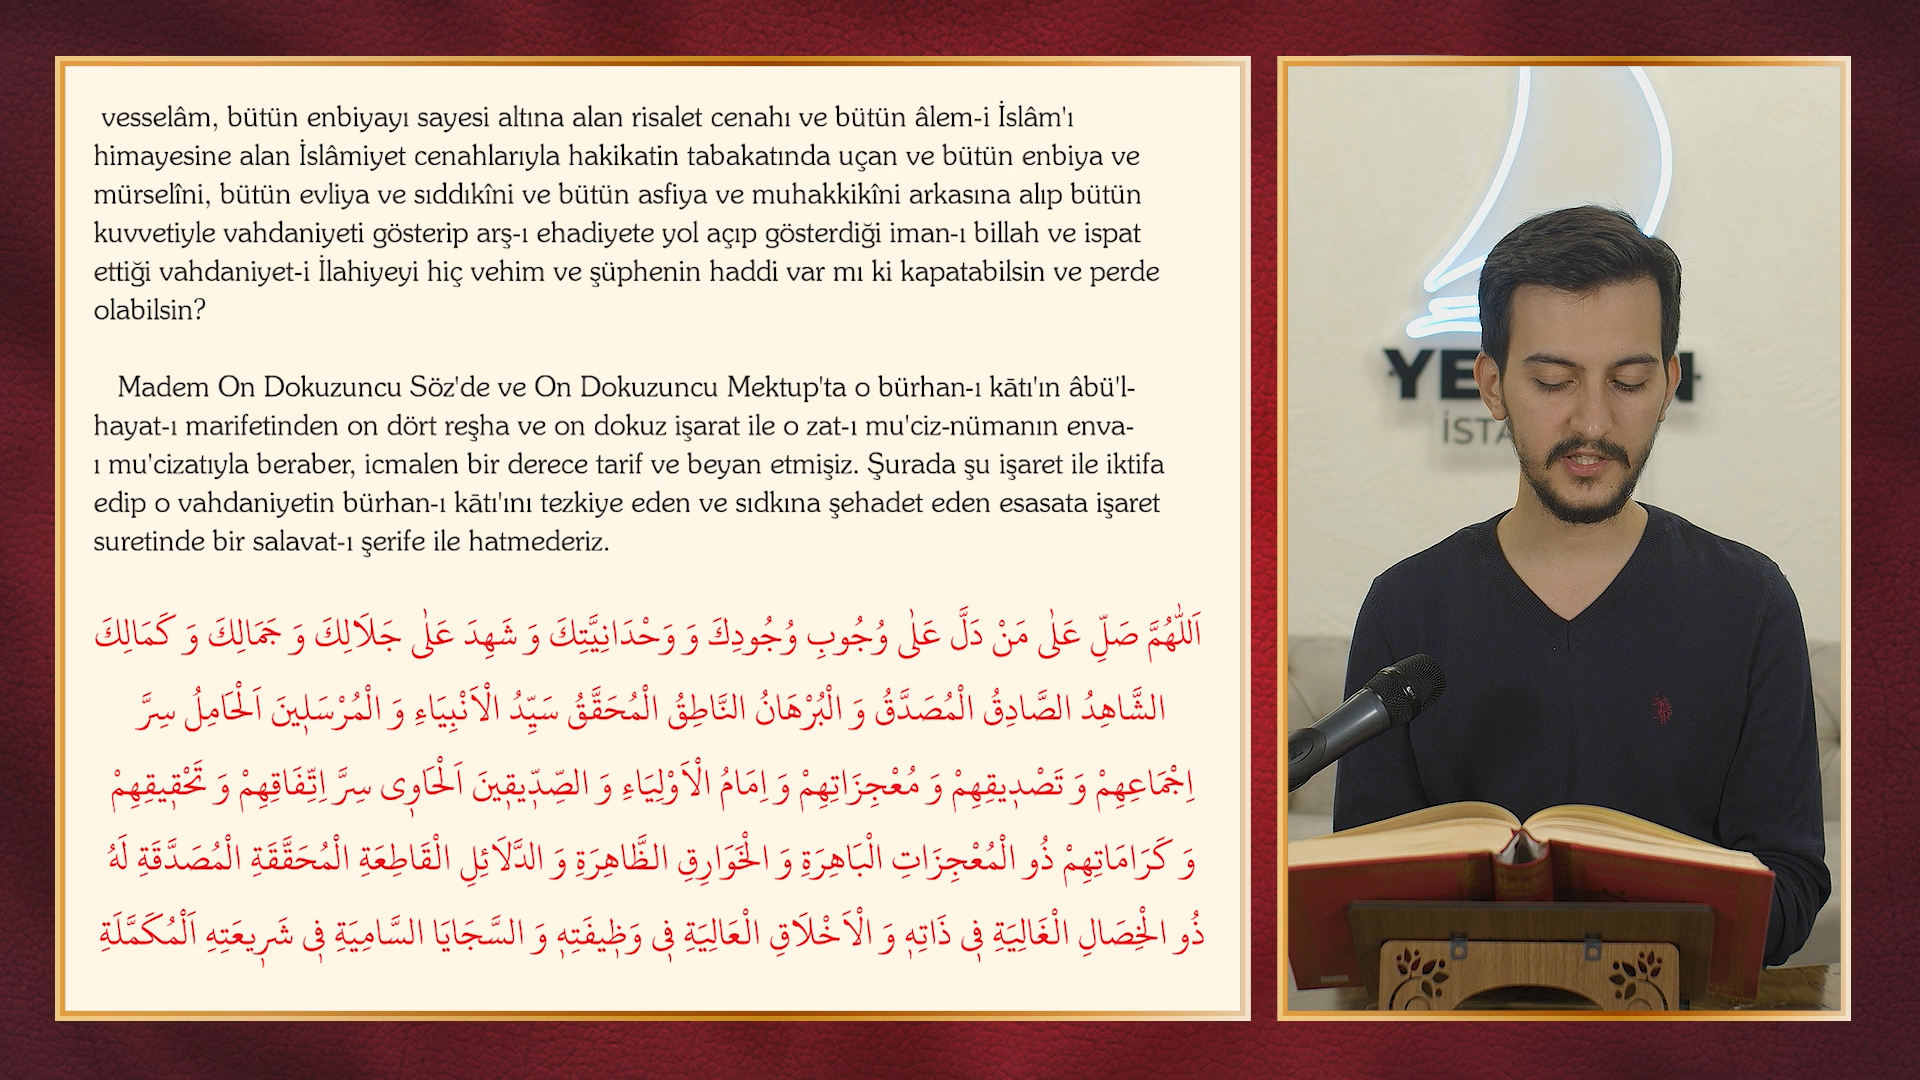 vesselâm, bütün enbiyayı sayesi altına alan risalet cenahı ve bütün âlem-i İslâm'ı
himayesine alan İslâmiyet cenahlarıyla hakikatin tabakatında uçan ve bütün enbiya ve
mürselîni, bütün evliya ve sıddıkîni ve bütün asfiya ve muhakkikîni arkasına alıp bütün
kuvvetiyle vahdaniyeti gösterip arş-ı ehadiyete yol açıp gösterdiği iman-ı billah ve ispat
ettiği vahdaniyet-i İlahiyeyi hiç vehim ve şüphenin haddi var mı ki kapatabilsin ve perde
olabilsin?
Madem On Dokuzuncu Söz'de ve On Dokuzuncu Mektup'ta o bürhan-ı kātı'ın âbü'l-
hayat-ı marifetinden on dört reşha ve on dokuz işarat ile o zat-ı mu'ciz-nümanın enva-
ı mu'cizatıyla beraber, icmalen bir derece tarif ve beyan etmişiz. Şurada şu işaret ile iktifa
edip o vahdaniyetin bürhan-ı kātı'ını tezkiye eden ve sıdkına şehadet eden esasata işaret
suretinde bir salavat-ı şerife ile hatmederiz.
اَللّٰهُمَّ صَلِّ عَلٰى مَنْ دَلَّ عَلٰى وُجُوبِ وُجُودِكَ وَ وَحْدَانِيَّتِكَ وَ شَهِدَ عَلٰى جَلَالِكَ وَ جَمَالِكَ وَ كَمَالِكَ
الشَّاهِدُ الصَّادِقُ الْمُصَدَّقُ وَ الْبُرْهَانُ النَّاطِقُ الْمُحَقَّقُ سَيِّدُ الْاَنْبِيَاءِ وَ الْمُرْسَلٖينَ اَلْحَامِلُ سِرَّ
اِجْمَاعِهِمْ وَ تَصْدٖيقِهِمْ وَ مُعْجِزَاتِهِمْ وَ اِمَامُ الْاَوْلِيَاءِ وَ الصِّدّٖيقٖينَ اَلْحَاوٖى سِرَّ اِتِّفَاقِهِمْ وَ تَحْقٖيقِهِمْ
وَ كَرَامَاتِهِمْ ذُو الْمُعْجِزَاتِ الْبَاهِرَةِ وَ الْخَوَارِقِ الظَّاهِرَةِ وَ الدَّلَائِلِ الْقَاطِعَةِ الْمُحَقَّقَةِ الْمُصَدَّقَةِ لَهُ
ذُو الْخِصَالِ الْغَالِيَةِ فٖى ذَاتِهٖ وَ الْاَخْلَاقِ الْعَالِيَةِ فٖى وَظٖيفَتِهٖ وَ السَّجَايَا السَّامِيَةِ فٖى شَرٖيعَتِهِ اَلْمُكَمَّلَةِ